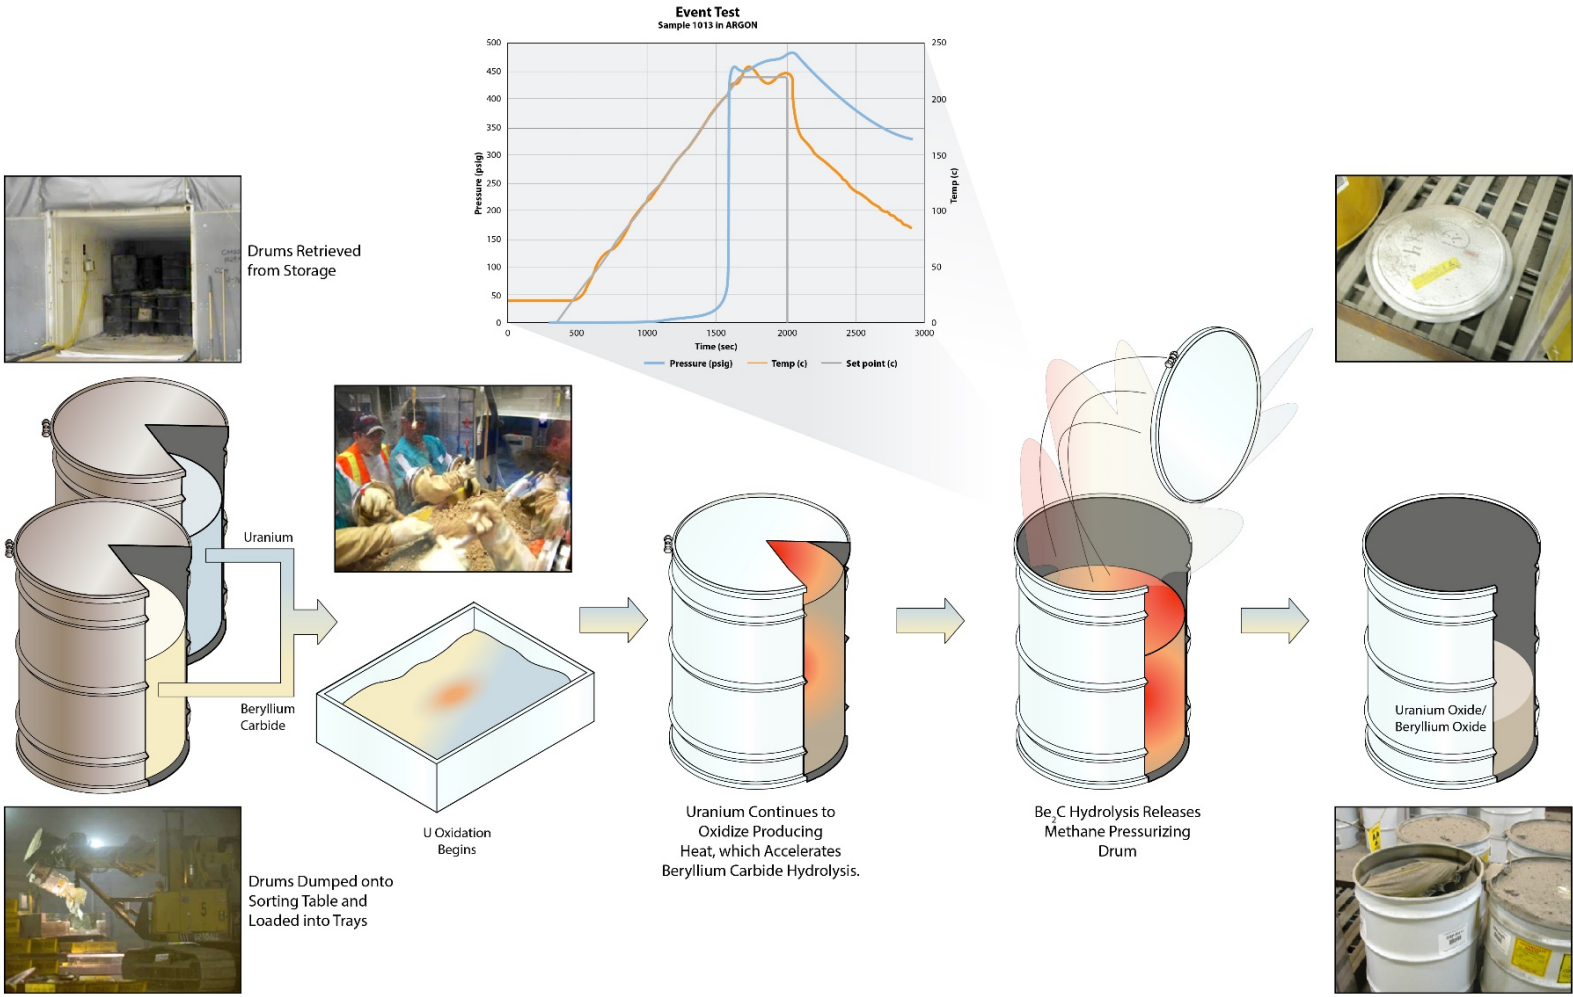 Event Test
Sample 1013 in ARGON
500
450
400
350
300
250
200
150
100
50
0
Pressure (psig)
250
200
150
100
50
0
Temp (c)
0
500
1000
1500
2000
2500
3000
Time (sec)
Pressure (psig)
Temp (c)
Set point (c)
Drums Retrieved
from Storage
Uranium
Beryllium
Carbide
Drums Dumped onto
Sorting Table and
Loaded into Trays
5
U Oxidation
Begins
Uranium Continues to
Oxidize Producing
Heat, which Accelerates
Beryllium Carbide Hydrolysis.
Be₂C Hydrolysis Releases
Methane Pressurizing
Drum
Uranium Oxide/
Beryllium Oxide